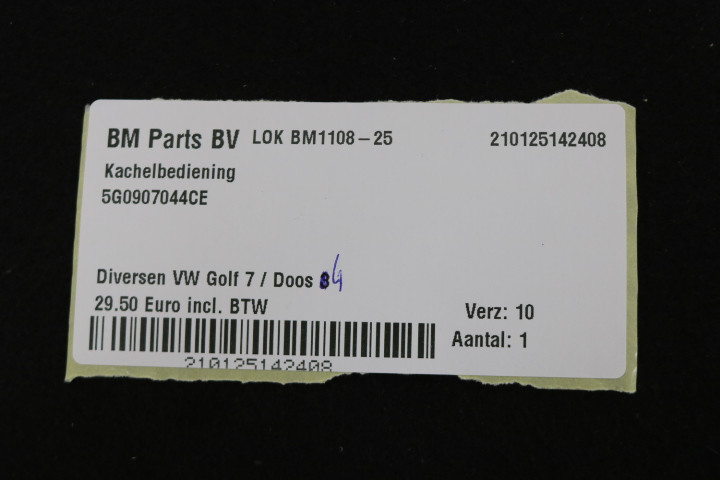 BM Parts BV LOK BM1108-25 210125142408
Kachelbediening
5G0907044CE
Diversen VW Golf 7 / Doos 4
29.50 Euro incl. BTW
Verz: 10
Aantal: 1
210125142408